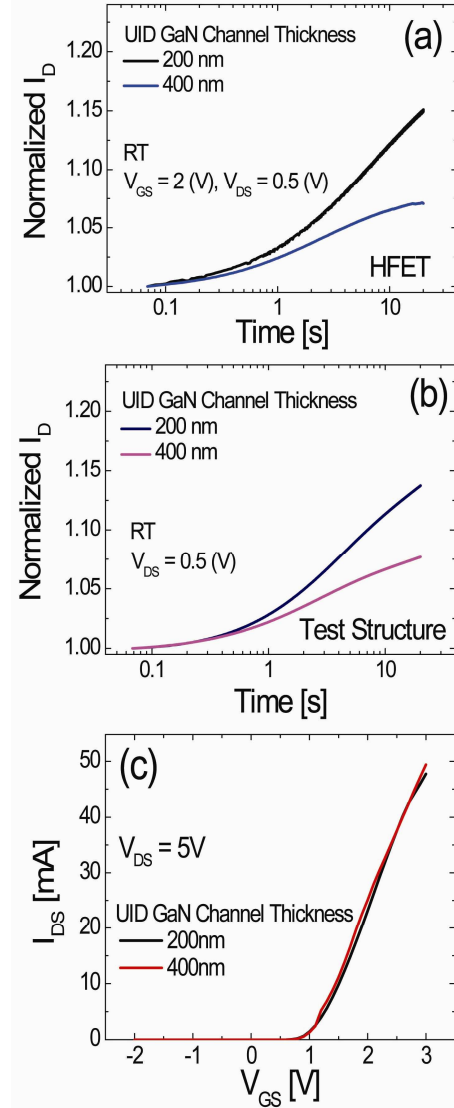 (a)
UID GaN Channel Thickness
200 nm
400 nm
RT
V_GS = 2 (V), V_DS = 0.5 (V)
HFET
Normalized I_D
1.20
1.15
1.10
1.05
1.00
0.1 1 10
Time [s]
(b)
UID GaN Channel Thickness
200 nm
400 nm
RT
V_DS = 0.5 (V)
Test Structure
Normalized I_D
1.20
1.15
1.10
1.05
1.00
0.1 1 10
Time [s]
(c)
V_DS = 5V
UID GaN Channel Thickness
200nm
400nm
I_DS [mA]
50
40
30
20
10
0
-2 -1 0 1 2 3
V_GS [V]